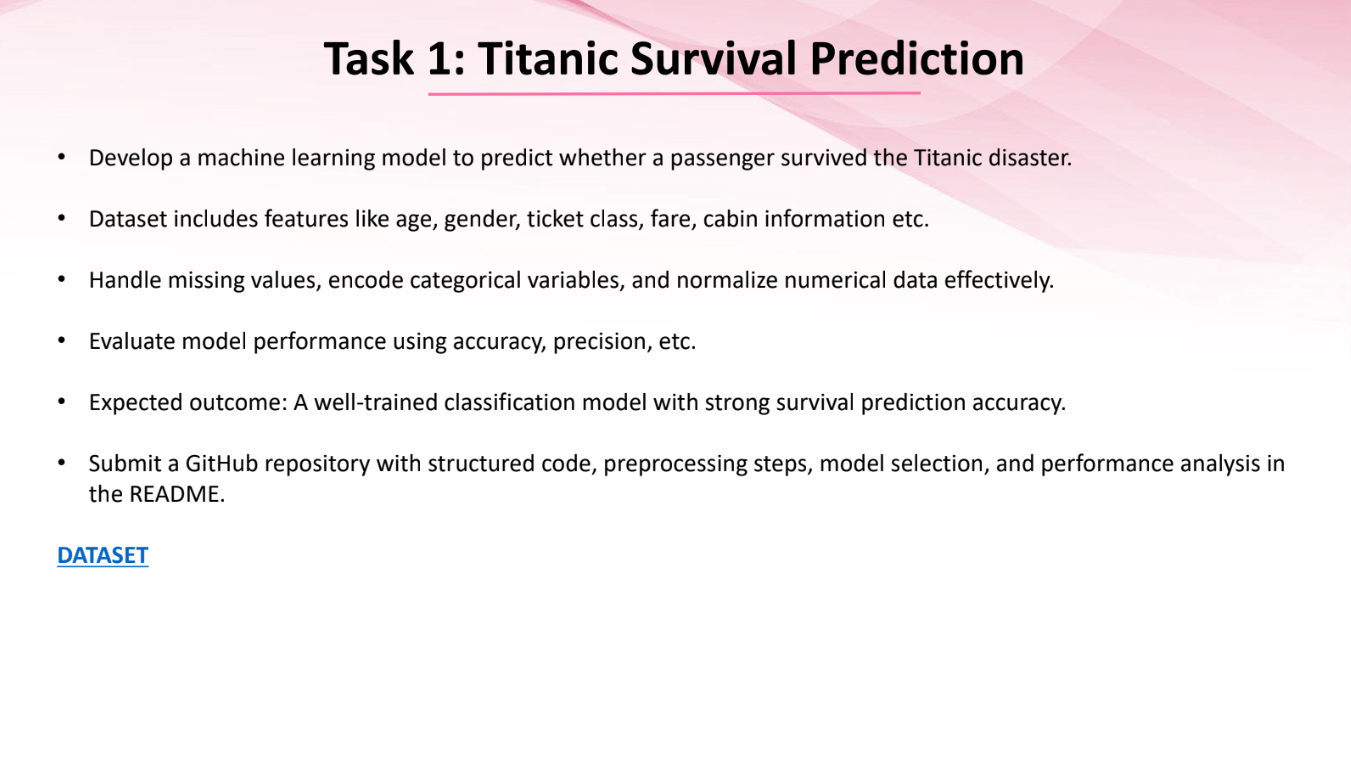 Task 1: Titanic Survival Prediction
• Develop a machine learning model to predict whether a passenger survived the Titanic disaster.
• Dataset includes features like age, gender, ticket class, fare, cabin information etc.
• Handle missing values, encode categorical variables, and normalize numerical data effectively.
• Evaluate model performance using accuracy, precision, etc.
• Expected outcome: A well-trained classification model with strong survival prediction accuracy.
• Submit a GitHub repository with structured code, preprocessing steps, model selection, and performance analysis in
the README.
DATASET